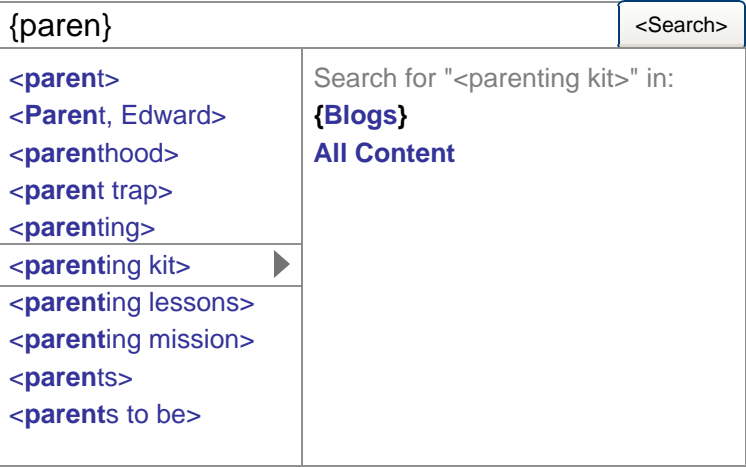 {paren}
<Search>
<parent>
<Parent, Edward>
<parenthood>
<parent trap>
<parenting>
<parenting kit>
<parenting lessons>
<parenting mission>
<parents>
<parents to be>
Search for "<parenting kit>" in:
{Blogs}
All Content